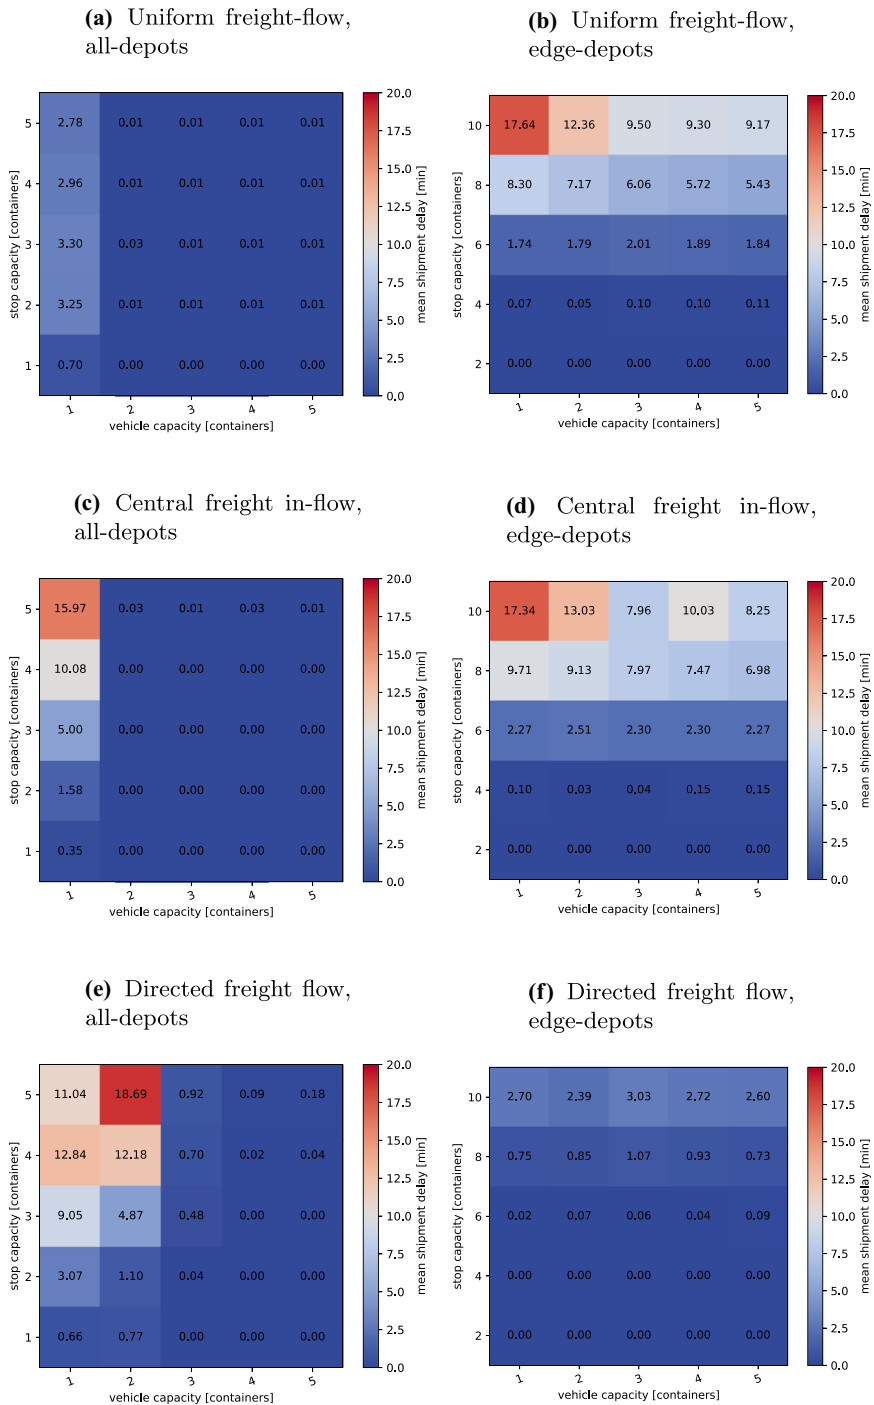 (a) Uniform freight-flow,
all-depots
stop capacity [containers]
5 2.78 0.01 0.01 0.01 0.01
4 2.96 0.01 0.01 0.01 0.01
3 3.30 0.03 0.01 0.01 0.01
2 3.25 0.01 0.01 0.01 0.01
1 0.70 0.00 0.00 0.00 0.00
1 2 3 4 5
vehicle capacity [containers]
20.0
17.5
15.0
12.5
10.0
7.5
5.0
2.5
0.0
mean shipment delay [min]
(b) Uniform freight-flow,
edge-depots
stop capacity [containers]
10 17.64 12.36 9.50 9.30 9.17
8 8.30 7.17 6.06 5.72 5.43
6 1.74 1.79 2.01 1.89 1.84
4 0.07 0.05 0.10 0.10 0.11
2 0.00 0.00 0.00 0.00 0.00
1 2 3 4 5
vehicle capacity [containers]
20.0
17.5
15.0
12.5
10.0
7.5
5.0
2.5
0.0
mean shipment delay [min]
(c) Central freight in-flow,
all-depots
stop capacity [containers]
5 15.97 0.03 0.01 0.03 0.01
4 10.08 0.00 0.00 0.00 0.00
3 5.00 0.00 0.00 0.00 0.00
2 1.58 0.00 0.00 0.00 0.00
1 0.35 0.00 0.00 0.00 0.00
1 2 3 4 5
vehicle capacity [containers]
20.0
17.5
15.0
12.5
10.0
7.5
5.0
2.5
0.0
mean shipment delay [min]
(d) Central freight in-flow,
edge-depots
stop capacity [containers]
10 17.34 13.03 7.96 10.03 8.25
8 9.71 9.13 7.97 7.47 6.98
6 2.27 2.51 2.30 2.30 2.27
4 0.10 0.03 0.04 0.15 0.15
2 0.00 0.00 0.00 0.00 0.00
1 2 3 4 5
vehicle capacity [containers]
20.0
17.5
15.0
12.5
10.0
7.5
5.0
2.5
0.0
mean shipment delay [min]
(e) Directed freight flow,
all-depots
stop capacity [containers]
5 11.04 18.69 0.92 0.09 0.18
4 12.84 12.18 0.70 0.02 0.04
3 9.05 4.87 0.48 0.00 0.00
2 3.07 1.10 0.04 0.00 0.00
1 0.66 0.77 0.00 0.00 0.00
1 2 3 4 5
vehicle capacity [containers]
20.0
17.5
15.0
12.5
10.0
7.5
5.0
2.5
0.0
mean shipment delay [min]
(f) Directed freight flow,
edge-depots
stop capacity [containers]
10 2.70 2.39 3.03 2.72 2.60
8 0.75 0.85 1.07 0.93 0.73
6 0.02 0.07 0.06 0.04 0.09
4 0.00 0.00 0.00 0.00 0.00
2 0.00 0.00 0.00 0.00 0.00
1 2 3 4 5
vehicle capacity [containers]
20.0
17.5
15.0
12.5
10.0
7.5
5.0
2.5
0.0
mean shipment delay [min]